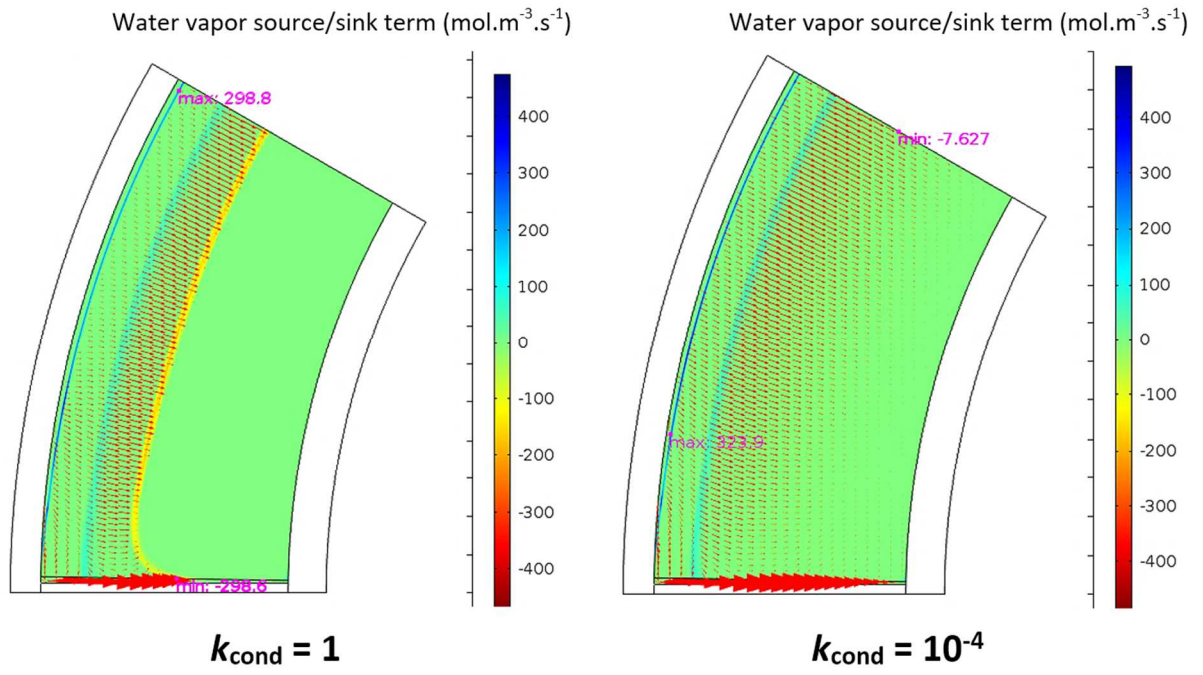 Water vapor source/sink term (mol.m-3.s-1)
max: 298.8
min: -298.6
400
300
200
100
0
-100
-200
-300
-400
kcond = 1
Water vapor source/sink term (mol.m-3.s-1)
min: -7.627
max: 323.9
400
300
200
100
0
-100
-200
-300
-400
kcond = 10-4